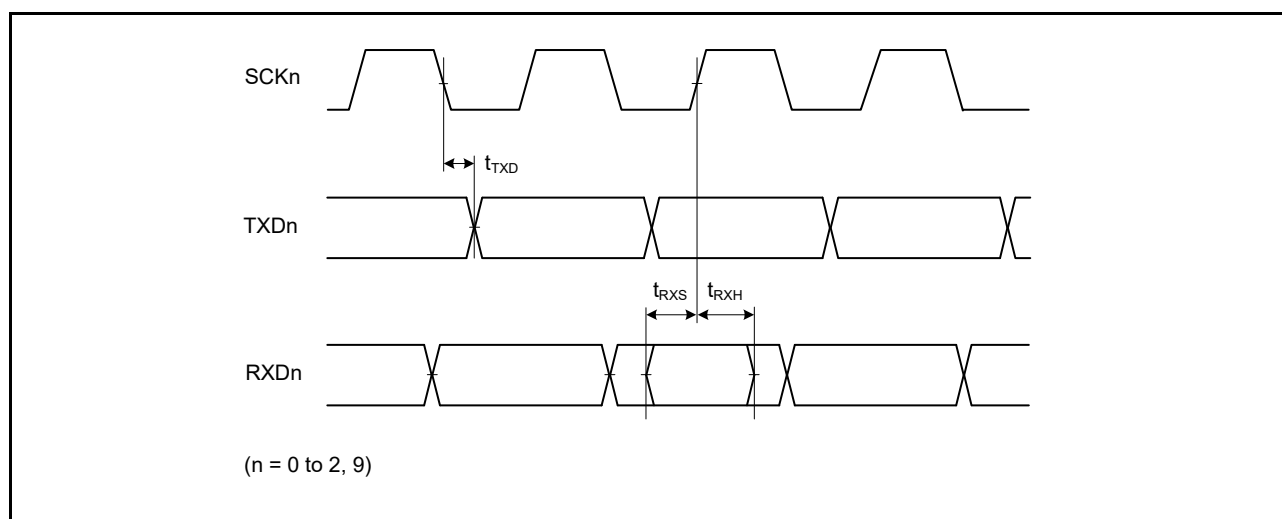 SCKn
tTXD
TXDn
tRXS tRXH
RXDn
(n = 0 to 2, 9)